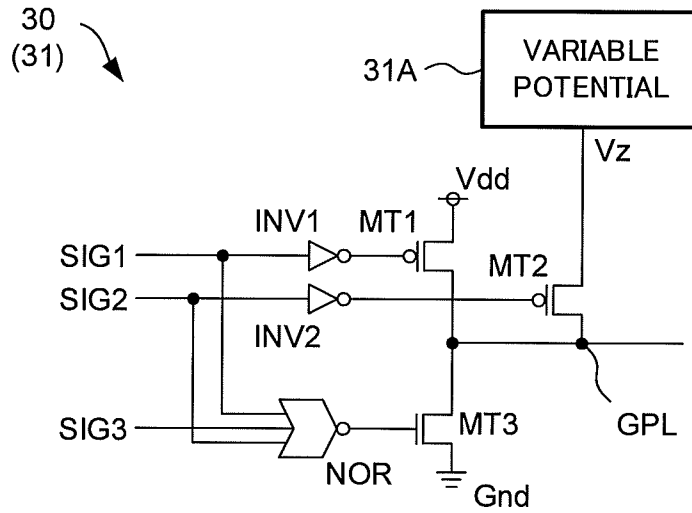 30
(31)
31A
VARIABLE
POTENTIAL
Vz
Vdd
INV1
MT1
SIG1
MT2
SIG2
INV2
SIG3
MT3
GPL
NOR
Gnd